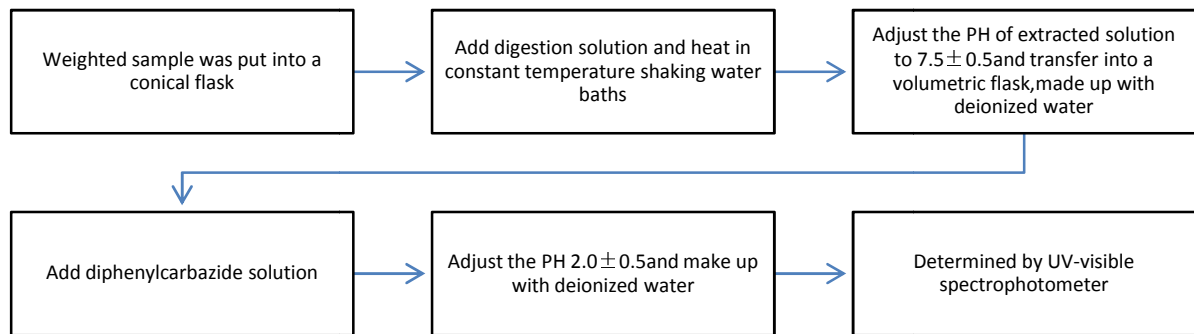 Weighted sample was put into a
conical flask
Add digestion solution and heat in
constant temperature shaking water
baths
Adjust the PH of extracted solution
to 7.5±0.5and transfer into a
volumetric flask,made up with
deionized water
Add diphenylcarbazide solution
Adjust the PH 2.0±0.5and make up
with deionized water
Determined by UV-visible
spectrophotometer